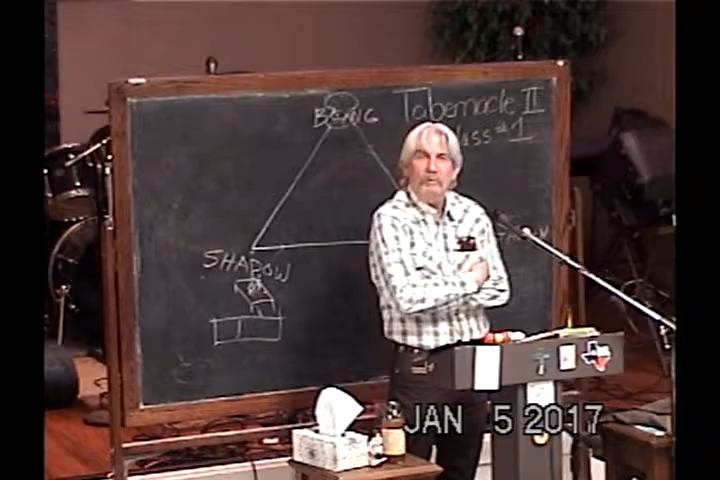 BEING
Tabernacle II
Class #1
SHADOW
JAN 5 2017